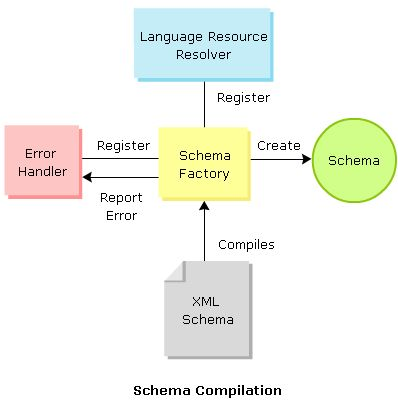 Language Resource
Resolver
Register
Error
Handler
Register
Report
Error
Schema
Factory
Create
Schema
Compiles
XML
Schema
Schema Compilation